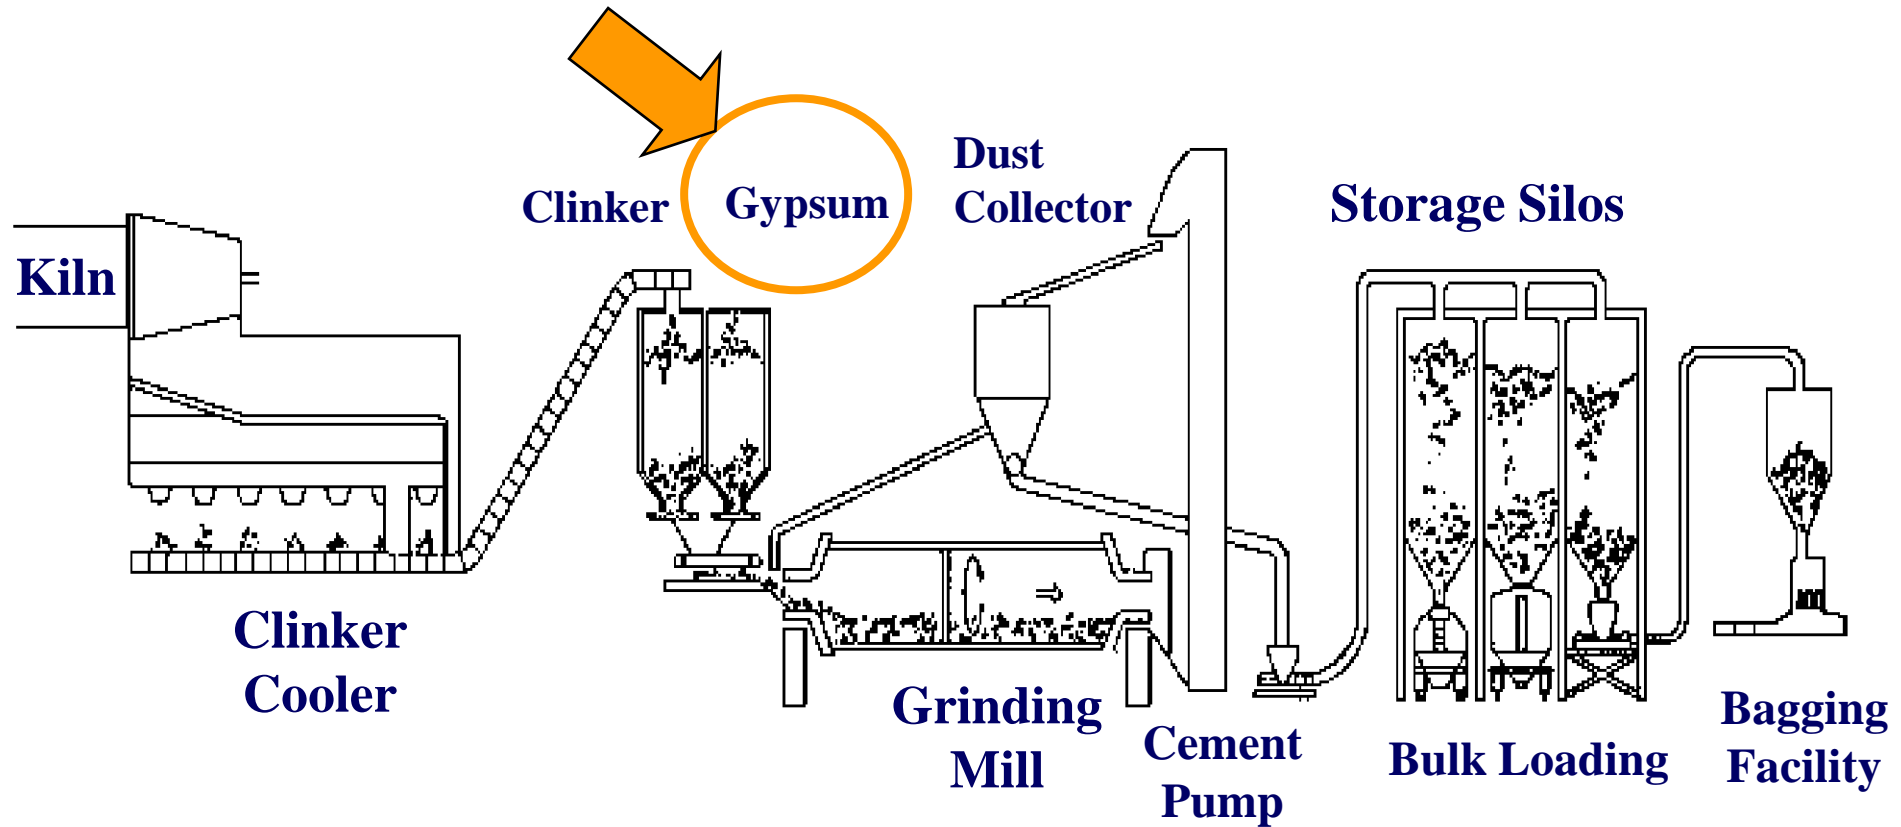 Dust
Clinker Gypsum Collector
Storage Silos
Kiln
Clinker
Cooler
Grinding
Mill
Cement
Pump
Bulk Loading
Bagging
Facility